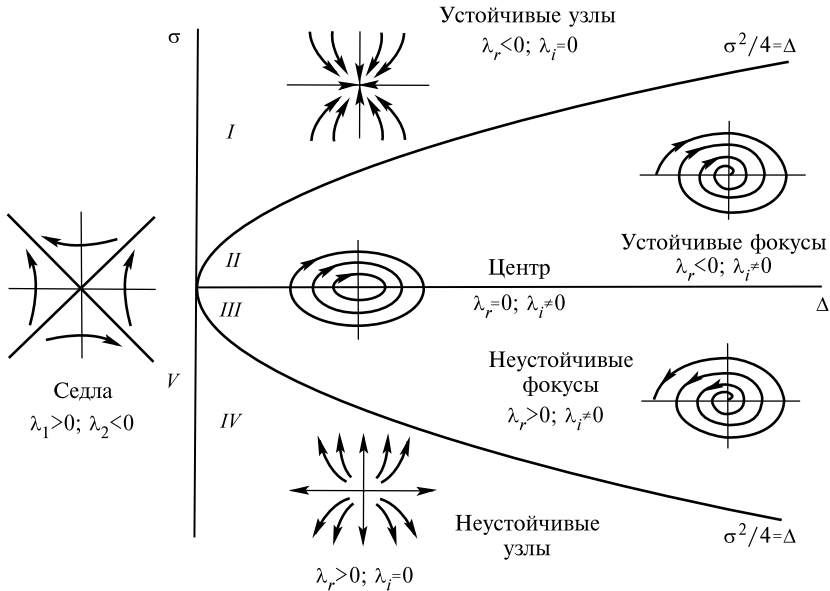 Устойчивые узлы
λr<0; λi=0
σ
σ²/4=Δ
I
Устойчивые фокусы
λr<0; λi≠0
II
Центр
λr=0; λi≠0
Δ
III
Неустойчивые
фокусы
λr>0; λi≠0
V
Седла
λ1>0; λ2<0
IV
Неустойчивые
узлы
σ²/4=Δ
λr>0; λi=0